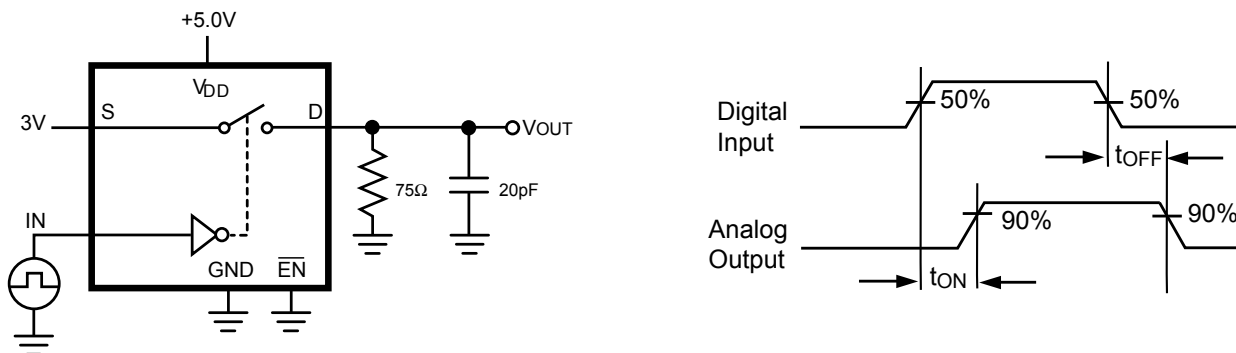 +5.0V
VDD
S
D
3V
VOUT
75Ω
20pF
IN
GND
EN
Digital
Input
50%
50%
tOFF
Analog
Output
90%
90%
tON